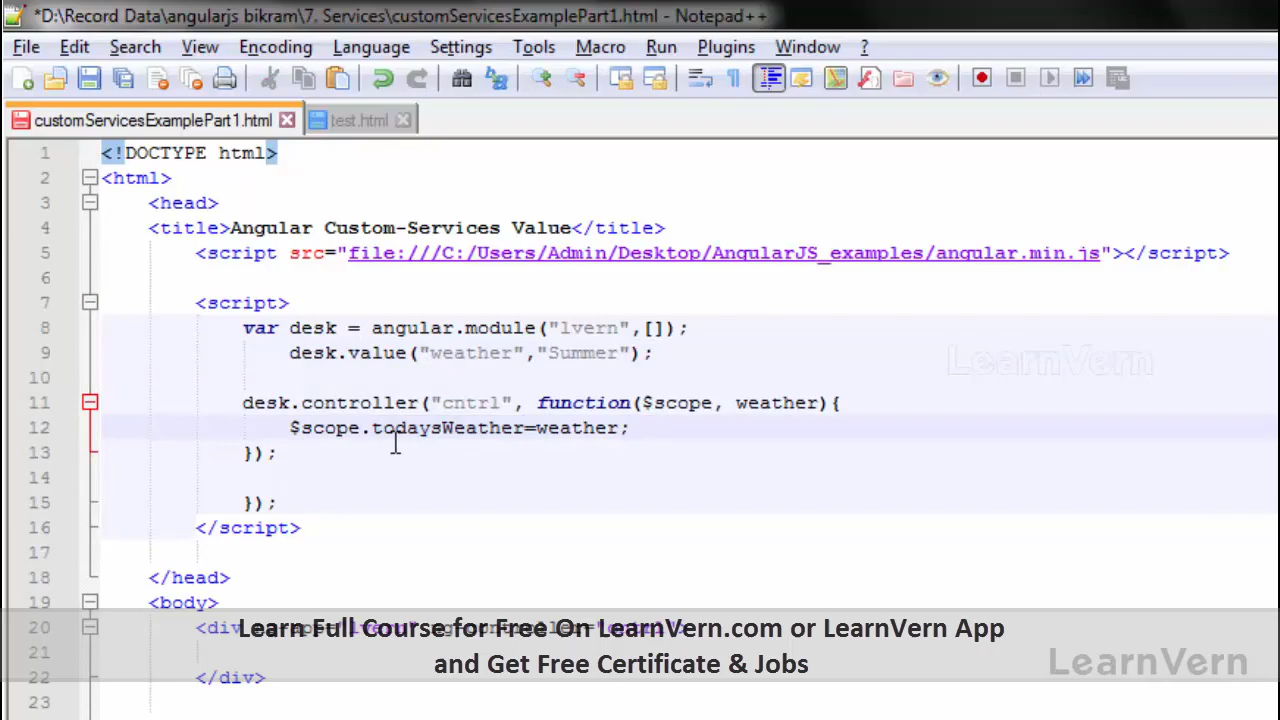 *D:\Record Data\angularjs bikram\7. Services\customServicesExamplePart1.html - Notepad++
File Edit Search View Encoding Language Settings Tools Macro Run Plugins Window ?
customServicesExamplePart1.html test.html
1 <!DOCTYPE html>
2 <html>
3 <head>
4 <title>Angular Custom-Services Value</title>
5 <script src="file:///C:/Users/Admin/Desktop/AngularJS_examples/angular.min.js"></script>
6
7 <script>
8 var desk = angular.module("lvern",[]);
9 desk.value("weather","Summer");
LearnVern
10
11 desk.controller("cntrl", function($scope, weather){
12 $scope.todaysWeather=weather;
13 });
14
15 });
16 </script>
17
18 </head>
19 <body>
20 <div
Learn Full Course for Free On LearnVern.com or LearnVern App
21
and Get Free Certificate & Jobs
LearnVern
22 </div>
23